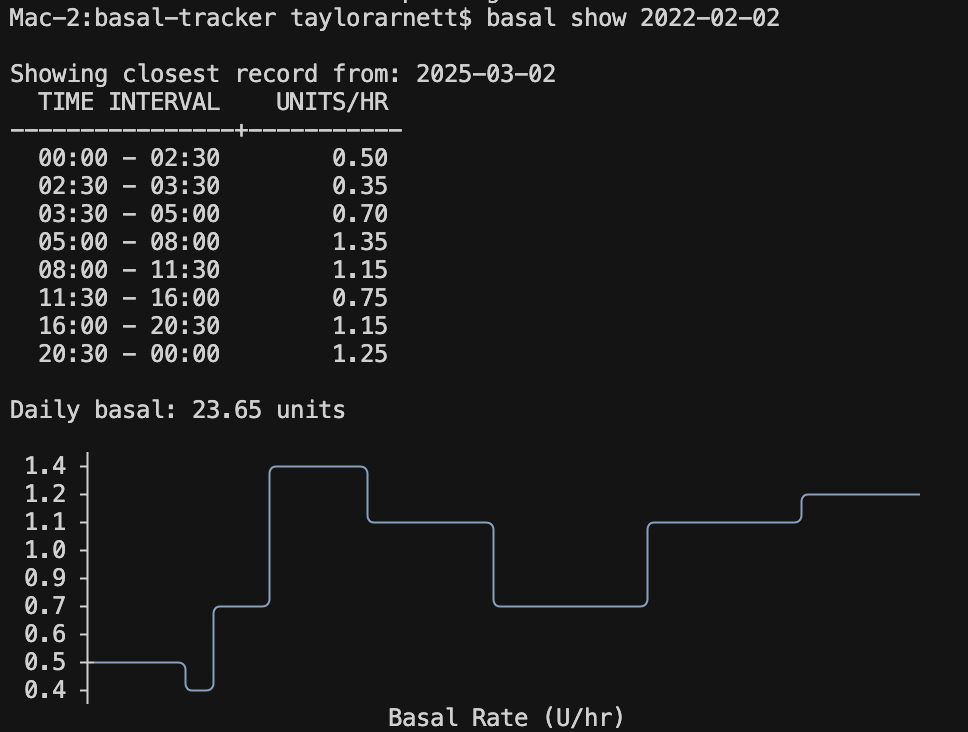 Mac-2:basal-tracker taylorarnett$ basal show 2022-02-02
Showing closest record from: 2025-03-02
TIME INTERVAL UNITS/HR
----------------+-----------
00:00 - 02:30 0.50
02:30 - 03:30 0.35
03:30 - 05:00 0.70
05:00 - 08:00 1.35
08:00 - 11:30 1.15
11:30 - 16:00 0.75
16:00 - 20:30 1.15
20:30 - 00:00 1.25
Daily basal: 23.65 units
1.4
1.2
1.1
1.0
0.9
0.7
0.6
0.5
0.4
Basal Rate (U/hr)